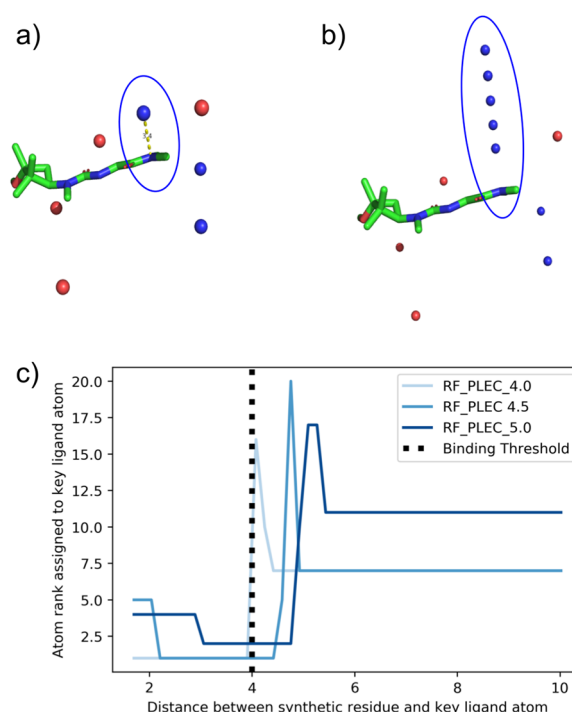 a)
b)
c)
20.0
17.5
15.0
12.5
10.0
7.5
5.0
2.5
Atom rank assigned to key ligand atom
RF_PLEC_4.0
RF_PLEC 4.5
RF_PLEC_5.0
Binding Threshold
2 4 6 8 10
Distance between synthetic residue and key ligand atom